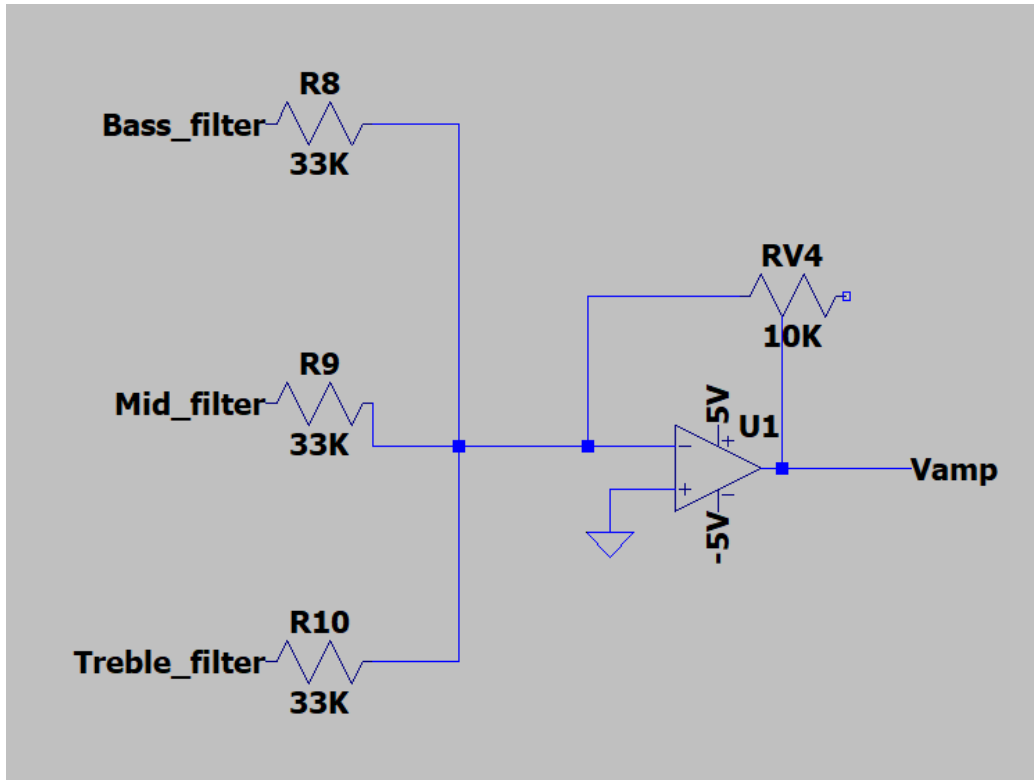 R8
Bass_filter
33K
RV4
10K
R9
Mid_filter
33K
5V
U1
Vamp
-5V
R10
Treble_filter
33K